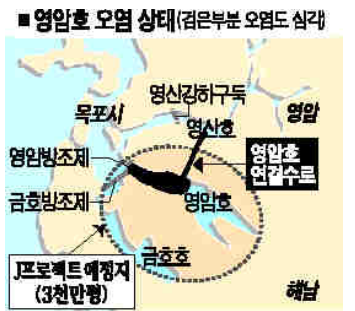 ■ 영암호 오염 상태(검은부분 오염도 심각)
영산강하구둑
목포시
영암
영산호
영암방조제
영암호
연결수로
금호방조제
영암호
금호호
J프로젝트 예정지
(3천만평)
해남